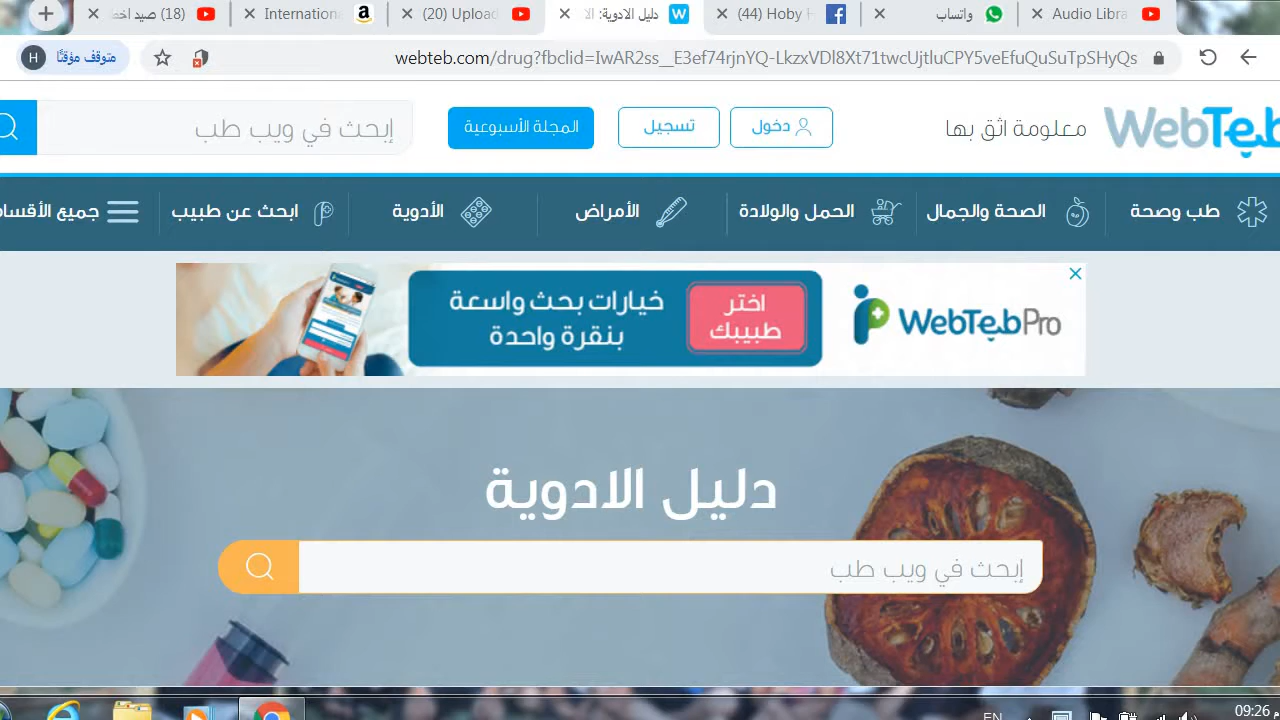 Audio Libra
واتساب
(44) Hoby
دليل الادوية: الا
(20) Upload
International
(18) صيد اخط
webteb.com/drug?fbclid=IwAR2ss__E3ef74rjnYQ-LkzxVDl8Xt71twcUjtluCPY5veEfuQuSuTpSHyQs
متوقف مؤقتًا H
WebTeb
معلومة اثق بها
دخول
تسجيل
المجلة الأسبوعية
إبحث في ويب طب
طب وصحة
الصحة والجمال
الحمل والولادة
الأمراض
الأدوية
ابحث عن طبيب
جميع الأقسام
WebTebPro
اختر
طبيبك
خيارات بحث واسعة
بنقرة واحدة
دليل الادوية
إبحث في ويب طب
EN
09:26